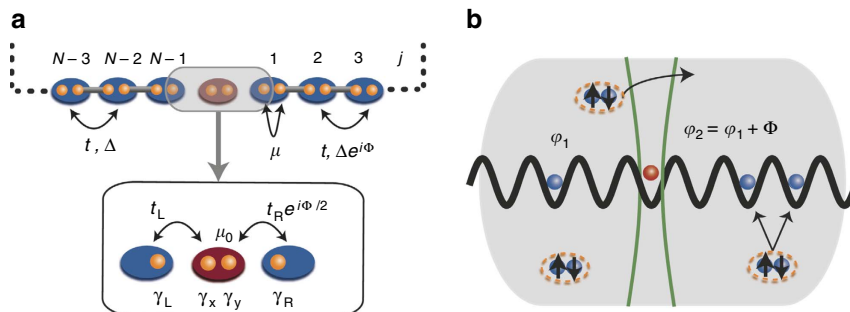 a
N – 3 N – 2 N – 1 1 2 3 j
t , Δ μ t, Δe^{iΦ}
t_L μ_0 t_R e^{iΦ/2}
γ_L γ_x γ_y γ_R
b
φ_1 φ_2 = φ_1 + Φ